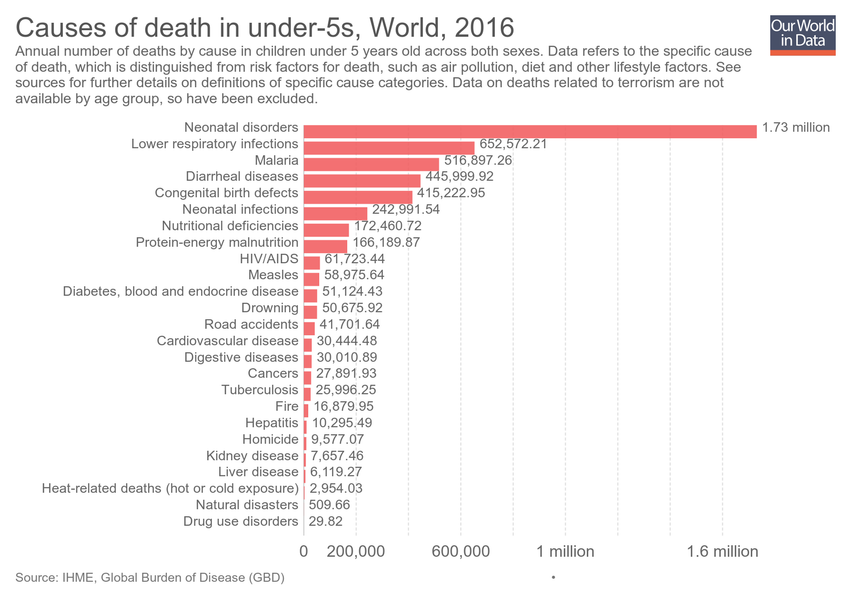 Causes of death in under-5s, World, 2016
Our World
in Data
Annual number of deaths by cause in children under 5 years old across both sexes. Data refers to the specific cause
of death, which is distinguished from risk factors for death, such as air pollution, diet and other lifestyle factors. See
sources for further details on definitions of specific cause categories. Data on deaths related to terrorism are not
available by age group, so have been excluded.
Neonatal disorders 1.73 million
Lower respiratory infections 652,572.21
Malaria 516,897.26
Diarrheal diseases 445,999.92
Congenital birth defects 415,222.95
Neonatal infections 242,991.54
Nutritional deficiencies 172,460.72
Protein-energy malnutrition 166,189.87
HIV/AIDS 61,723.44
Measles 58,975.64
Diabetes, blood and endocrine disease 51,124.43
Drowning 50,675.92
Road accidents 41,701.64
Cardiovascular disease 30,444.48
Digestive diseases 30,010.89
Cancers 27,891.93
Tuberculosis 25,996.25
Fire 16,879.95
Hepatitis 10,295.49
Homicide 9,577.07
Kidney disease 7,657.46
Liver disease 6,119.27
Heat-related deaths (hot or cold exposure) 2,954.03
Natural disasters 509.66
Drug use disorders 29.82
0 200,000 600,000 1 million 1.6 million
Source: IHME, Global Burden of Disease (GBD) •